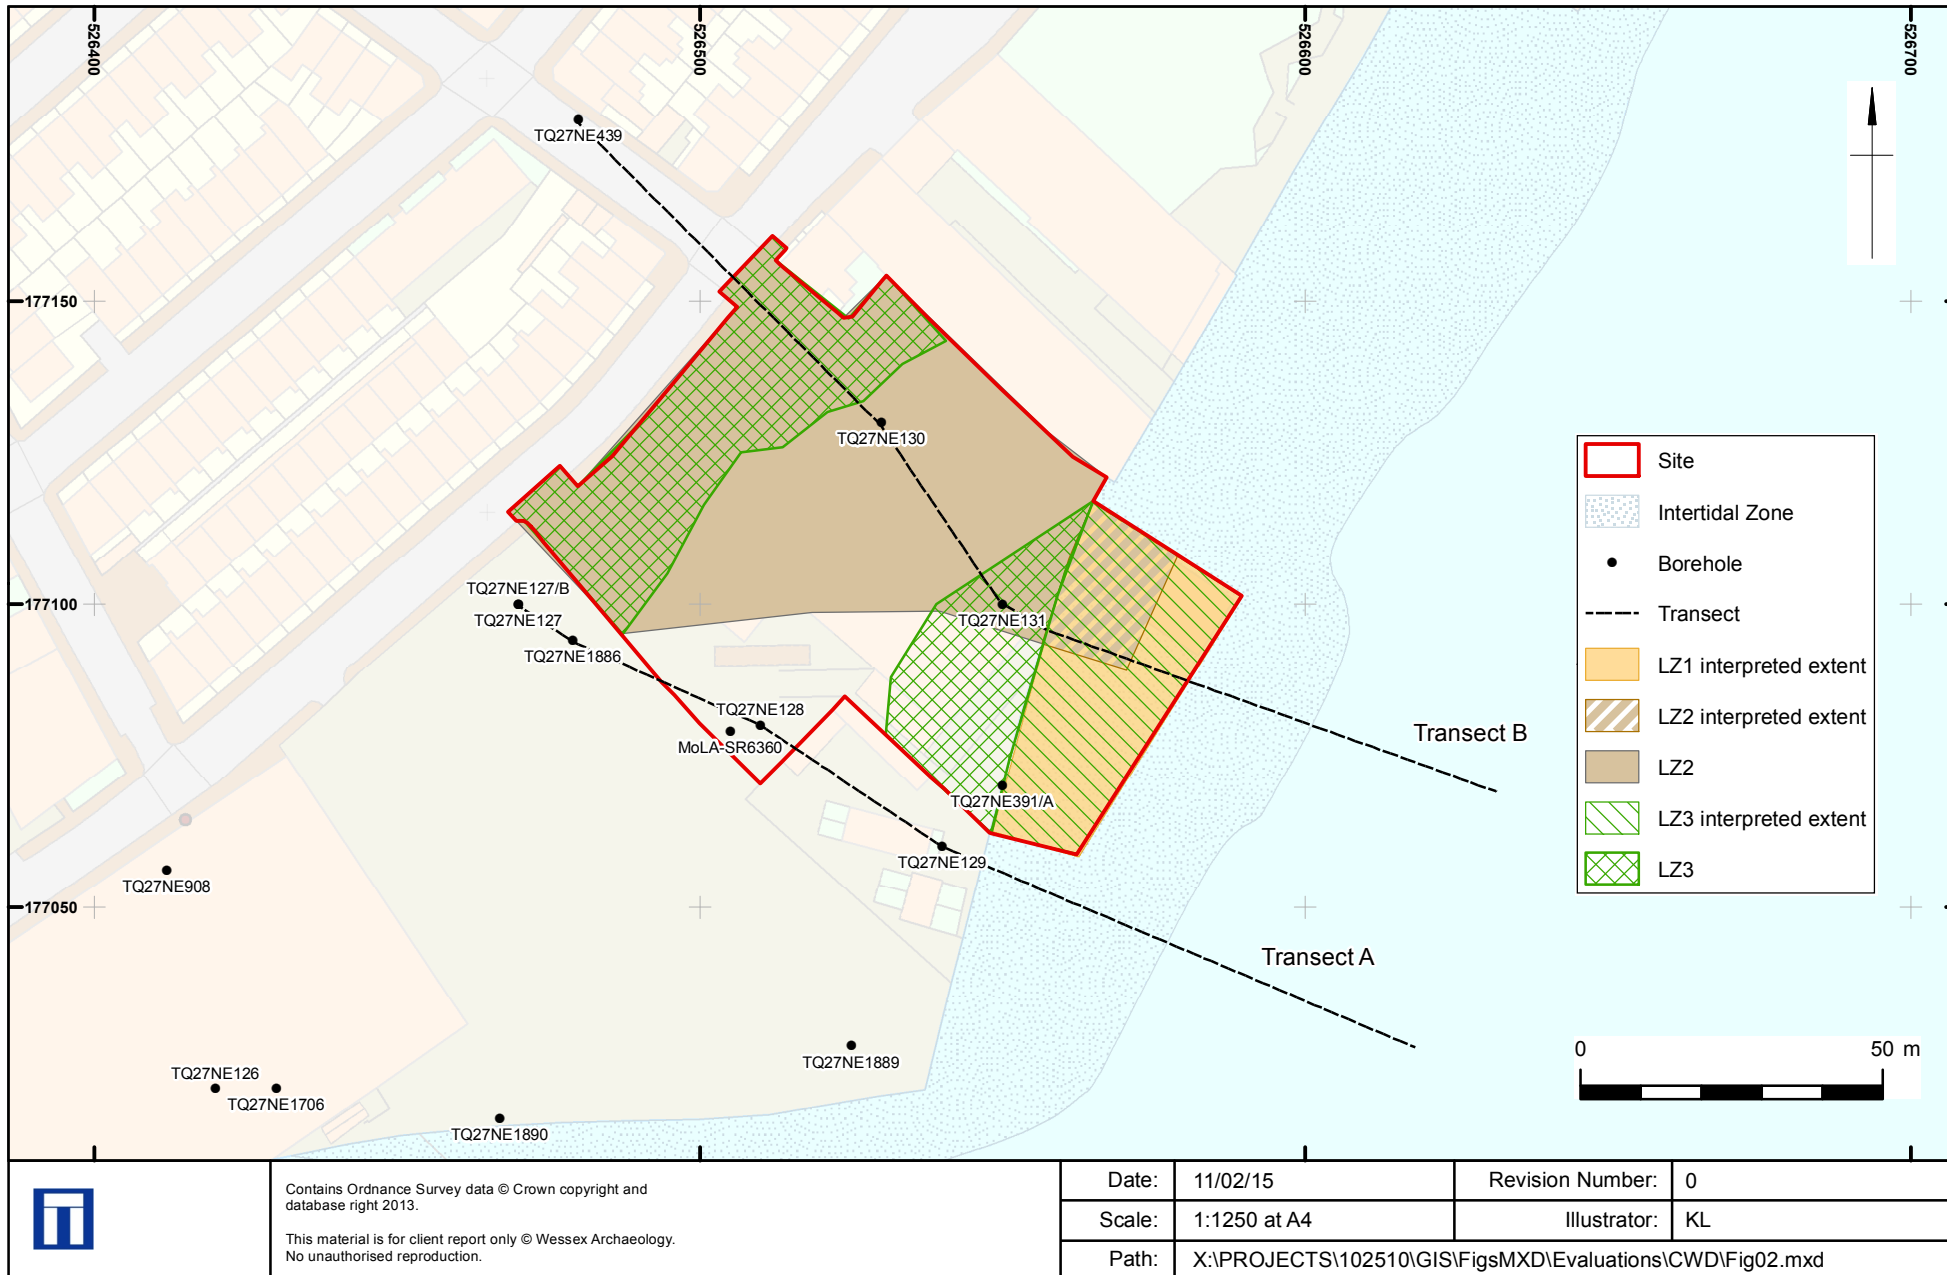 526400
526500
526600
526700
TQ27NE439
177150
TQ27NE130
Site
Intertidal Zone
Borehole
Transect
LZ1 interpreted extent
LZ2 interpreted extent
LZ2
LZ3 interpreted extent
LZ3
177100
TQ27NE127/B
TQ27NE127
TQ27NE1886
TQ27NE131
TQ27NE128
MoLA-SR6360
Transect B
TQ27NE391/A
TQ27NE129
TQ27NE908
177050
Transect A
TQ27NE1889
TQ27NE126
TQ27NE1706
TQ27NE1890
0 50 m
Contains Ordnance Survey data © Crown copyright and
database right 2013.
This material is for client report only © Wessex Archaeology.
No unauthorised reproduction.
Date: 11/02/15 Revision Number: 0
Scale: 1:1250 at A4 Illustrator: KL
Path: X:\PROJECTS\102510\GIS\FigsMXD\Evaluations\CWD\Fig02.mxd